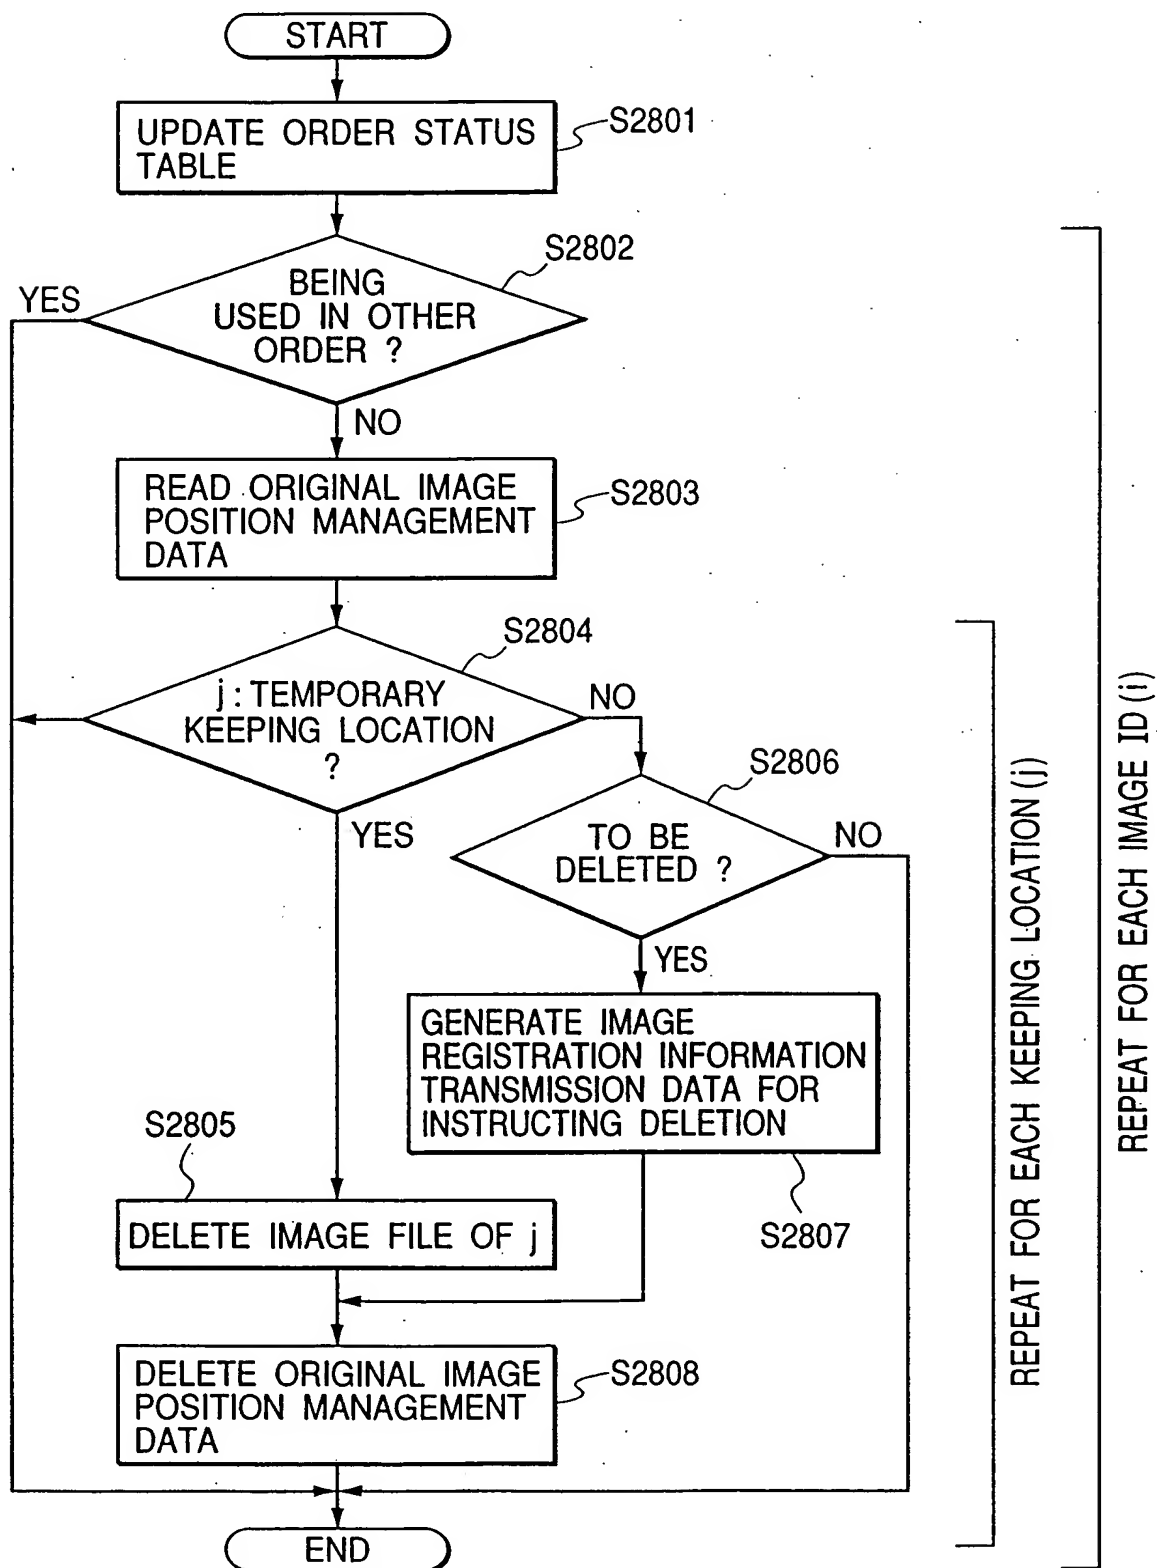 START
UPDATE ORDER STATUS
TABLE
S2801
S2802
BEING
USED IN OTHER
ORDER ?
YES
NO
READ ORIGINAL IMAGE
POSITION MANAGEMENT
DATA
S2803
S2804
j : TEMPORARY
KEEPING LOCATION
?
NO
YES
S2806
TO BE
DELETED ?
NO
YES
GENERATE IMAGE
REGISTRATION INFORMATION
TRANSMISSION DATA FOR
INSTRUCTING DELETION
S2807
S2805
DELETE IMAGE FILE OF j
DELETE ORIGINAL IMAGE
POSITION MANAGEMENT
DATA
S2808
END
REPEAT FOR EACH KEEPING LOCATION (j)
REPEAT FOR EACH IMAGE ID (i)